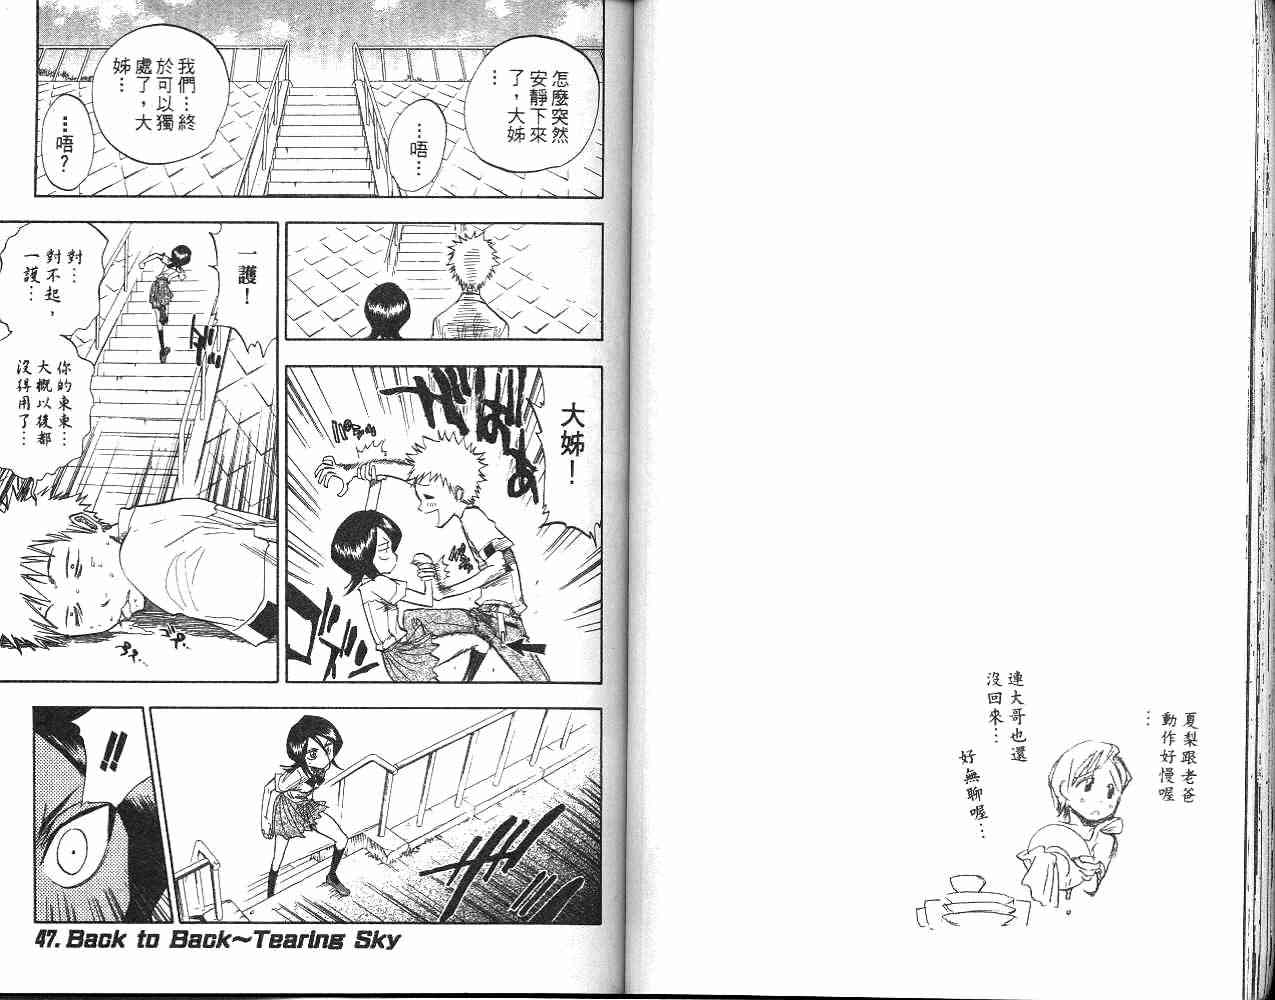 夏梨跟老爸
動作好慢喔
…
連大哥也還
沒回來…
好無聊喔…
怎麼突然
安靜下來
了，大姊
…
…唔…
我們…終
於可以獨
處了，大
姊…
…唔？
大姊！
一護！
對…
對不起，
一護…
你的東東…
大概以後都
沒得用了…
!!
47. Back to Back~Tearing Sky